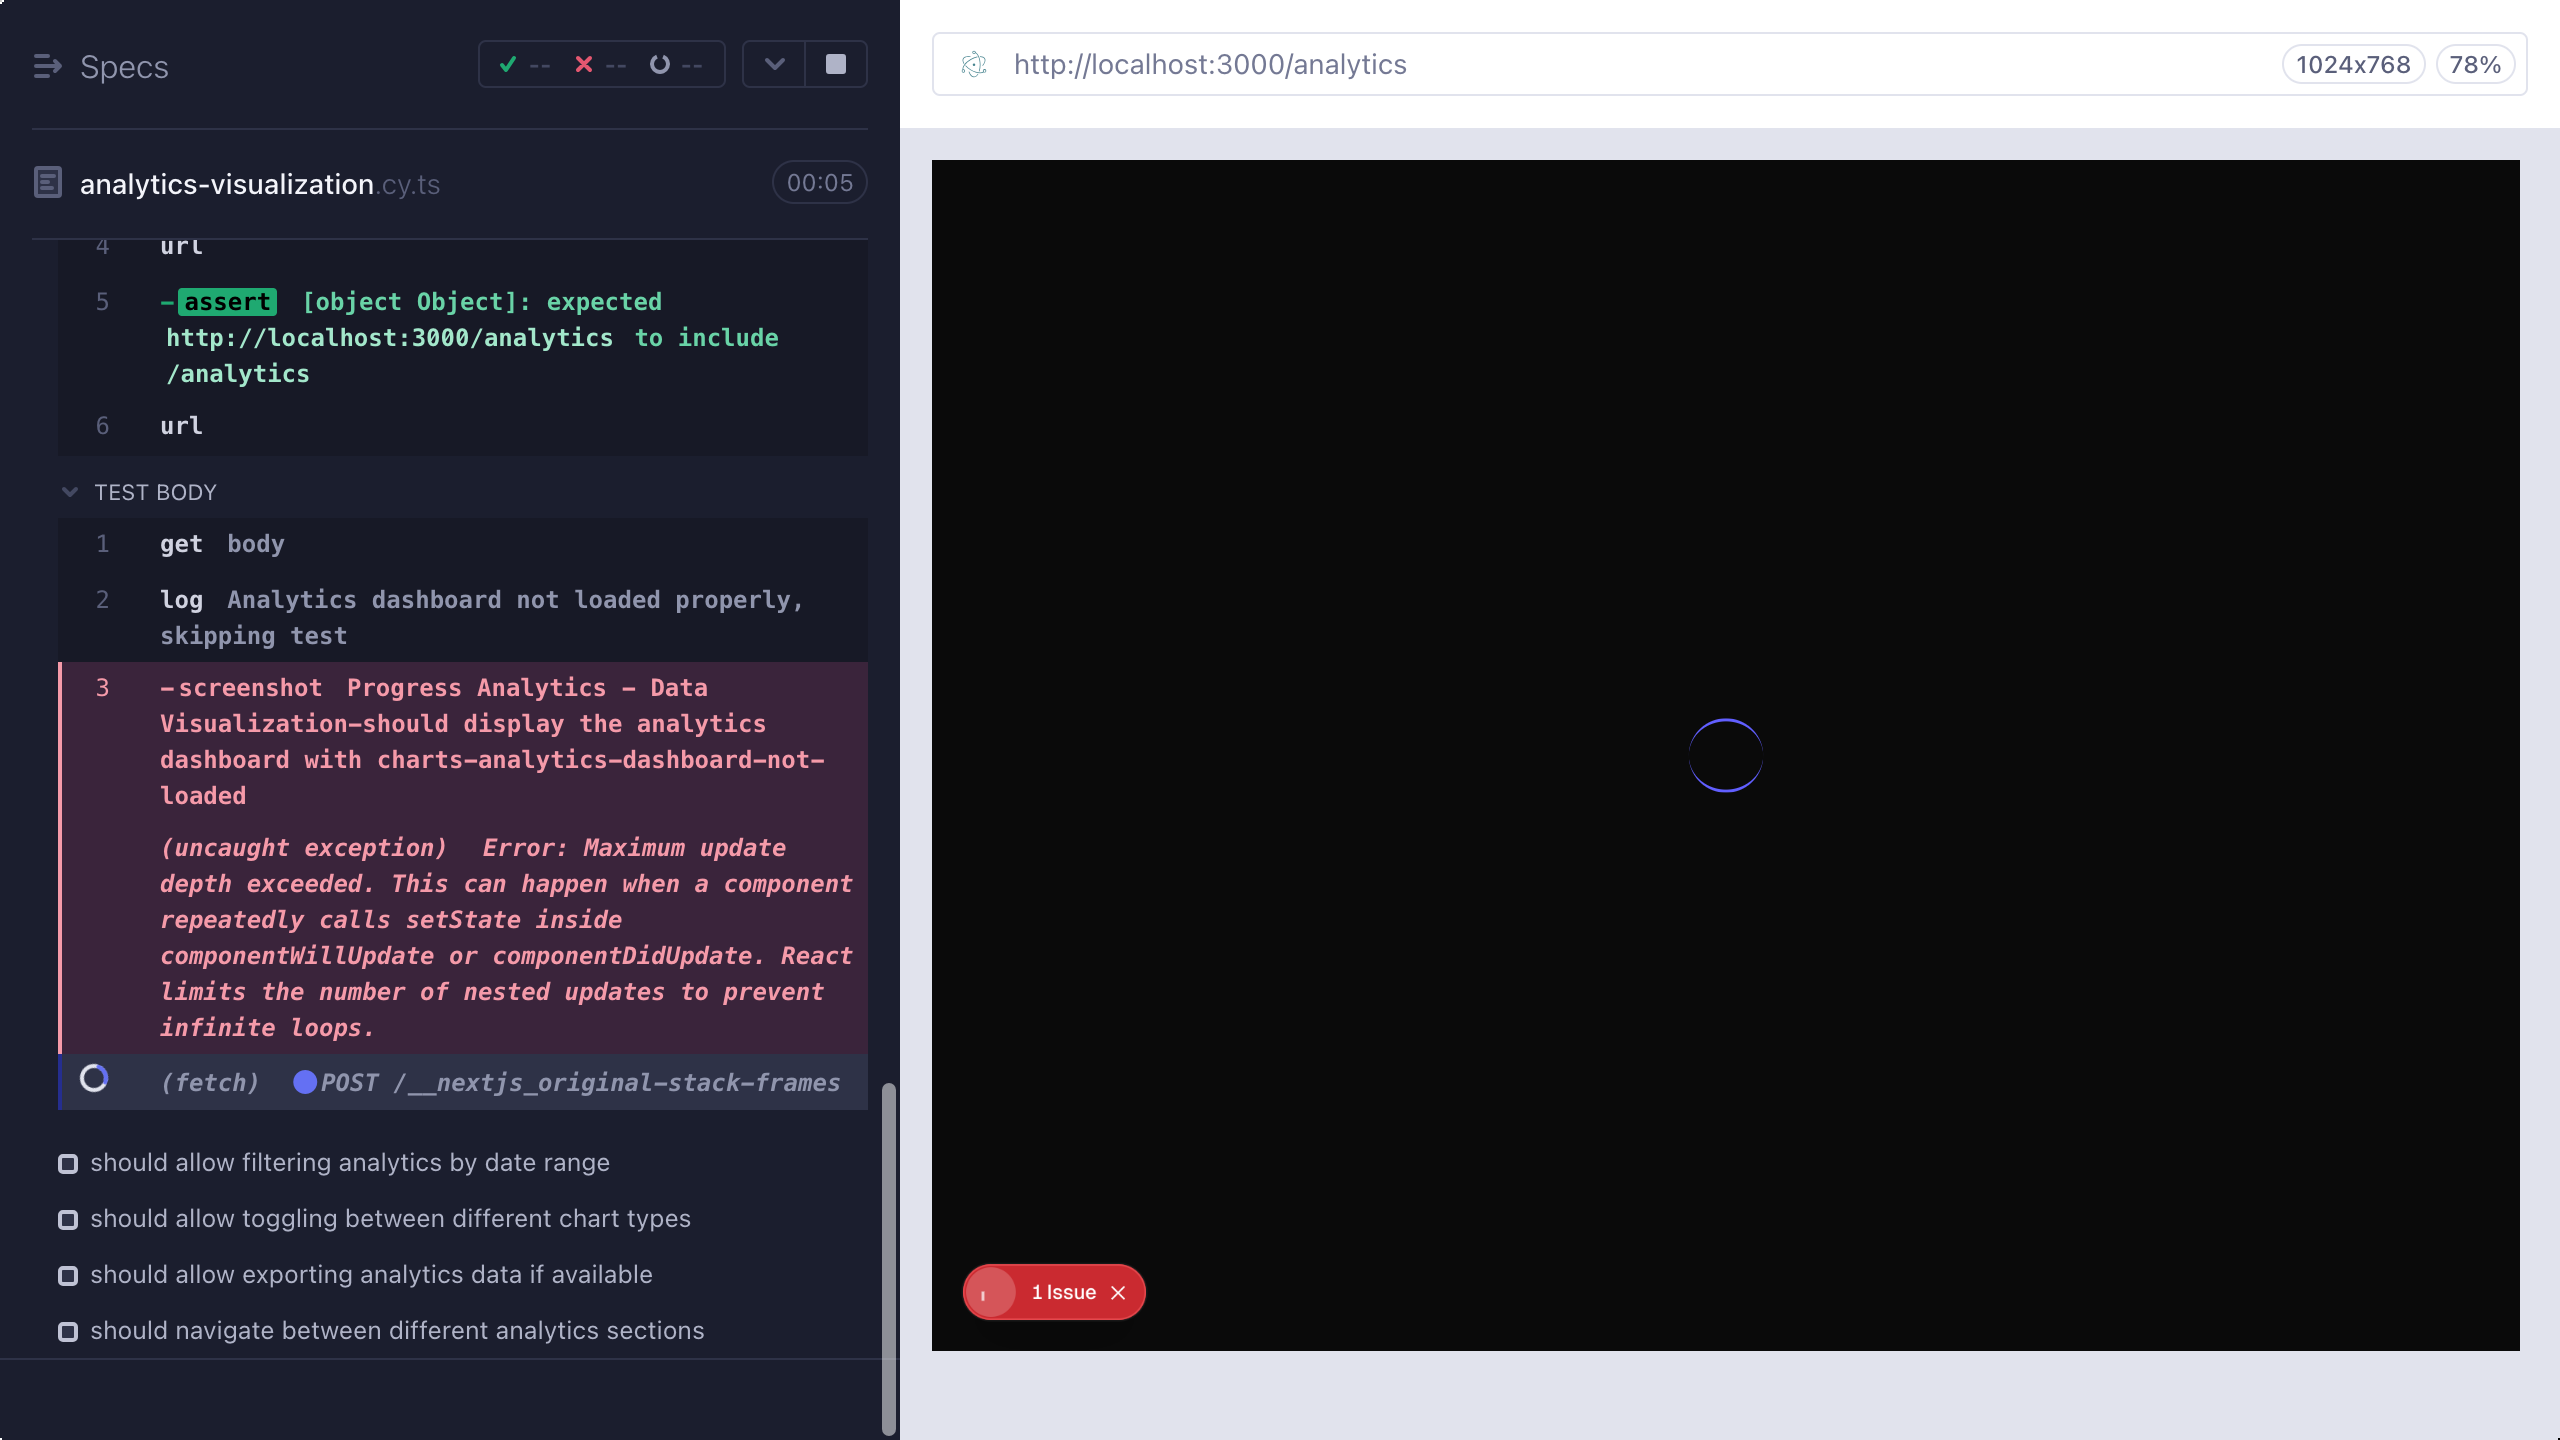 Specs
-- -- --
analytics-visualization.cy.ts 00:05
4 url
5 -assert [object Object]: expected
http://localhost:3000/analytics to include
/analytics
6 url
TEST BODY
1 get body
2 log Analytics dashboard not loaded properly,
skipping test
3 -screenshot Progress Analytics - Data
Visualization-should display the analytics
dashboard with charts-analytics-dashboard-not-
loaded
(uncaught exception) Error: Maximum update
depth exceeded. This can happen when a component
repeatedly calls setState inside
componentWillUpdate or componentDidUpdate. React
limits the number of nested updates to prevent
infinite loops.
(fetch) POST /__nextjs_original-stack-frames
should allow filtering analytics by date range
should allow toggling between different chart types
should allow exporting analytics data if available
should navigate between different analytics sections
http://localhost:3000/analytics 1024x768 78%
1 Issue